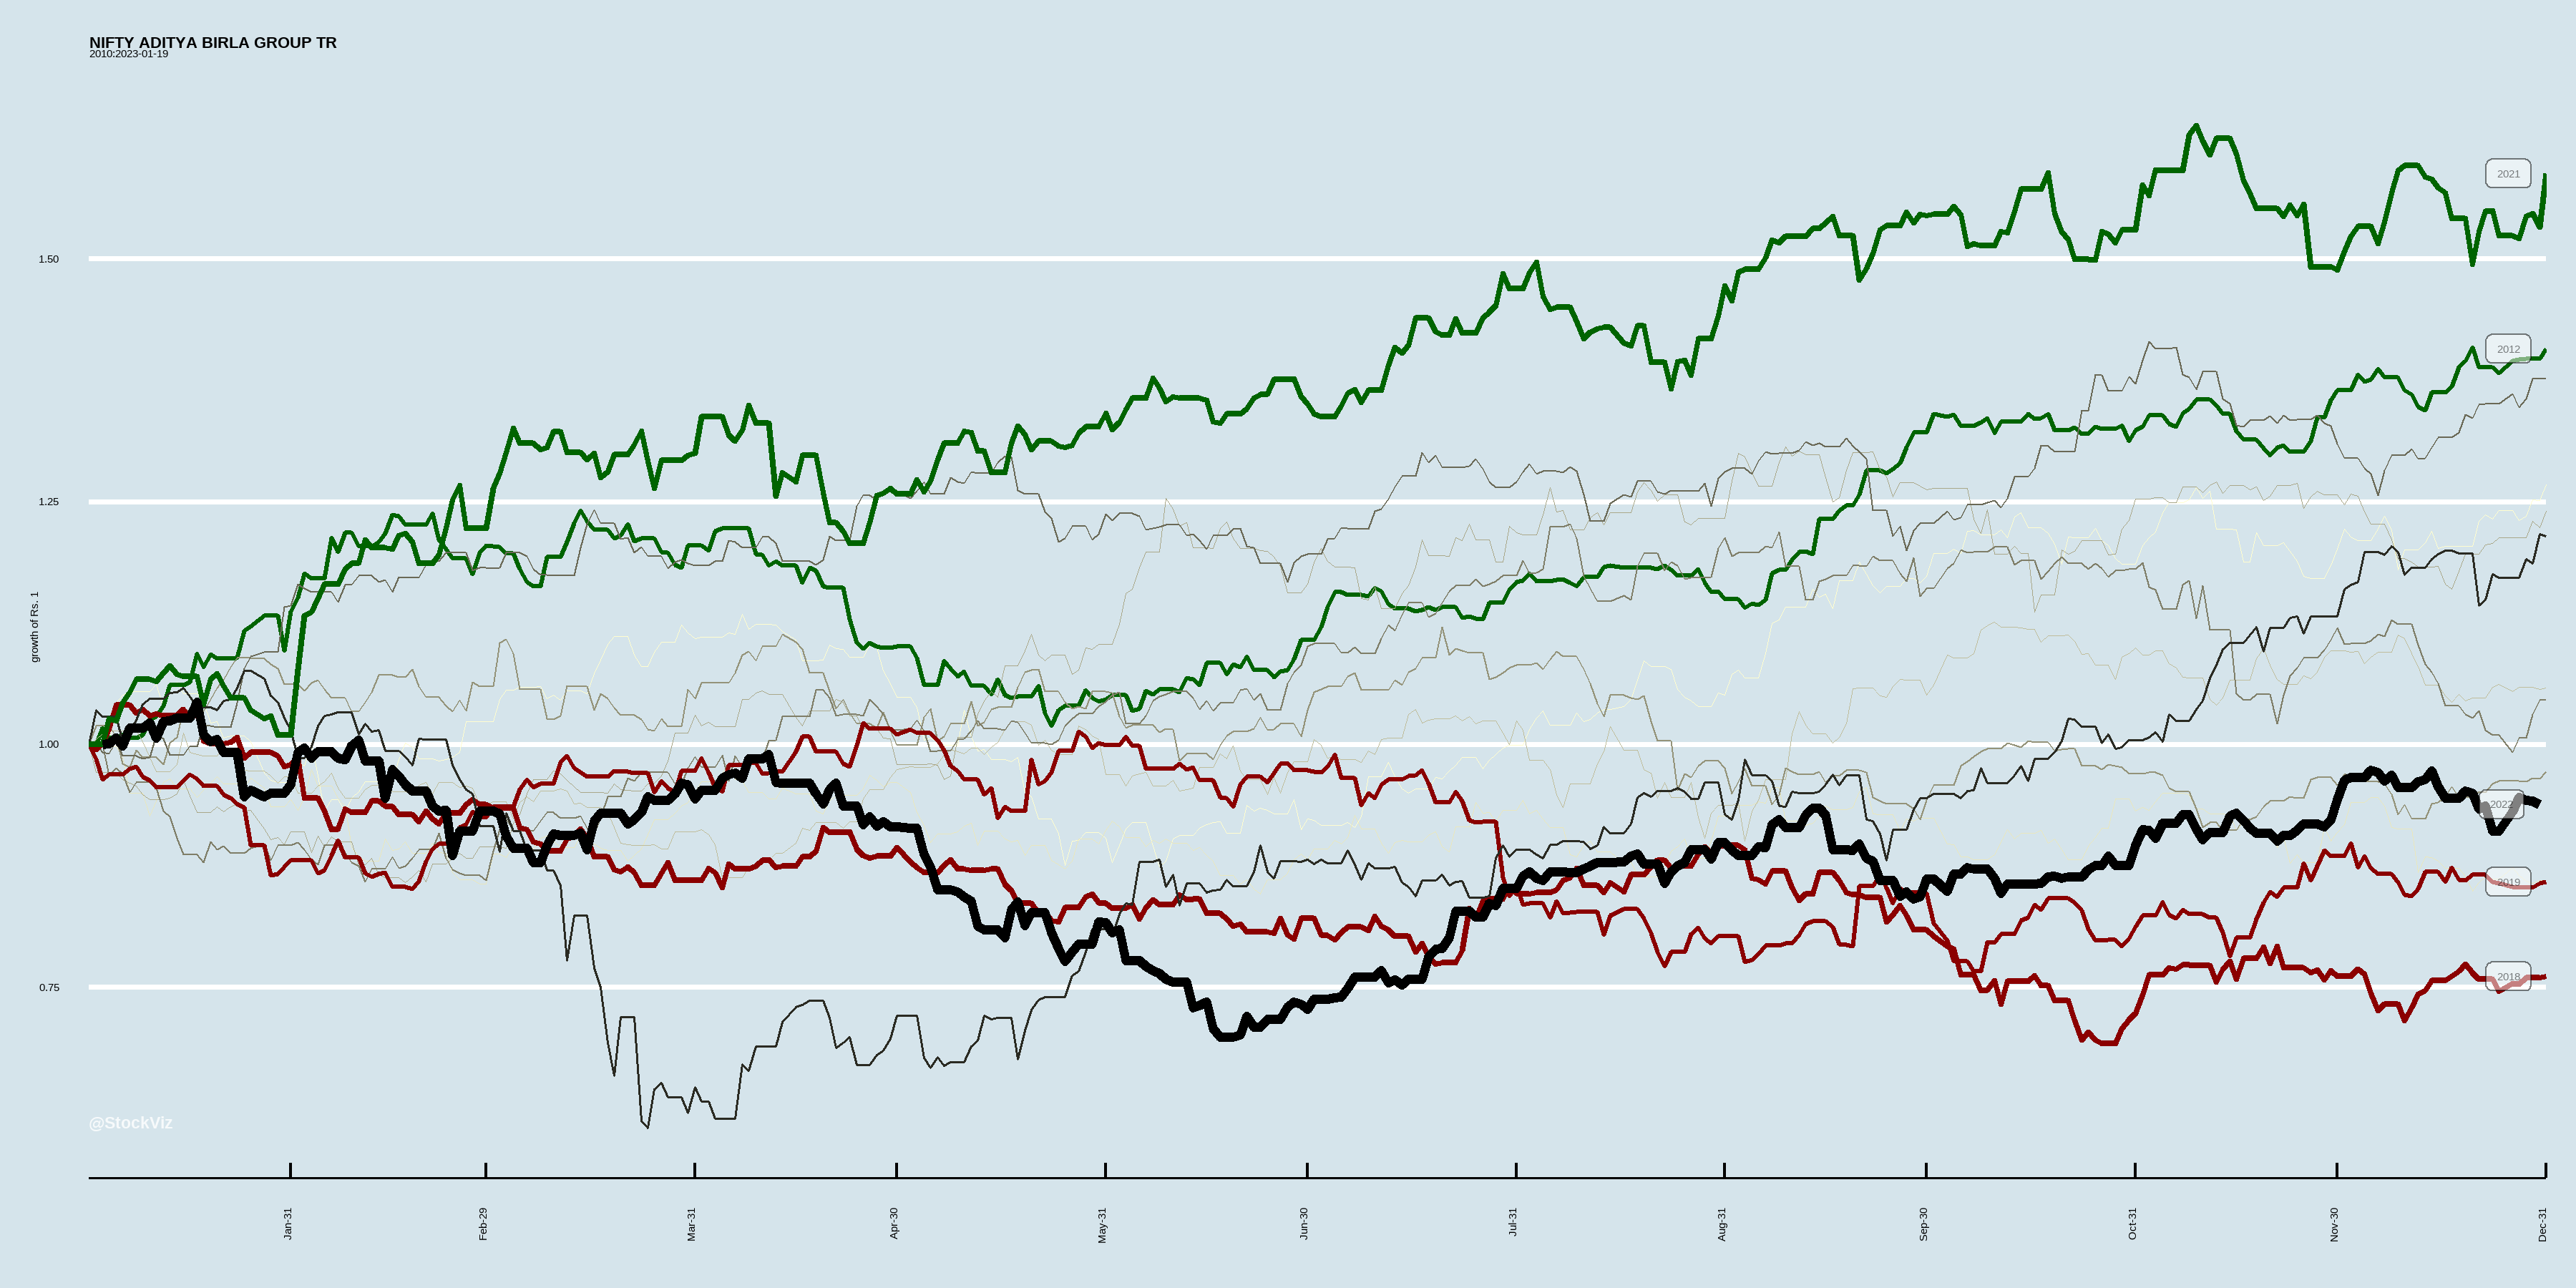 NIFTY ADITYA BIRLA GROUP TR
2010:2023-01-19
growth of Rs. 1
1.50
1.25
1.00
0.75
2021
2012
2022
2019
2018
@StockViz
Jan-31
Feb-29
Mar-31
Apr-30
May-31
Jun-30
Jul-31
Aug-31
Sep-30
Oct-31
Nov-30
Dec-31